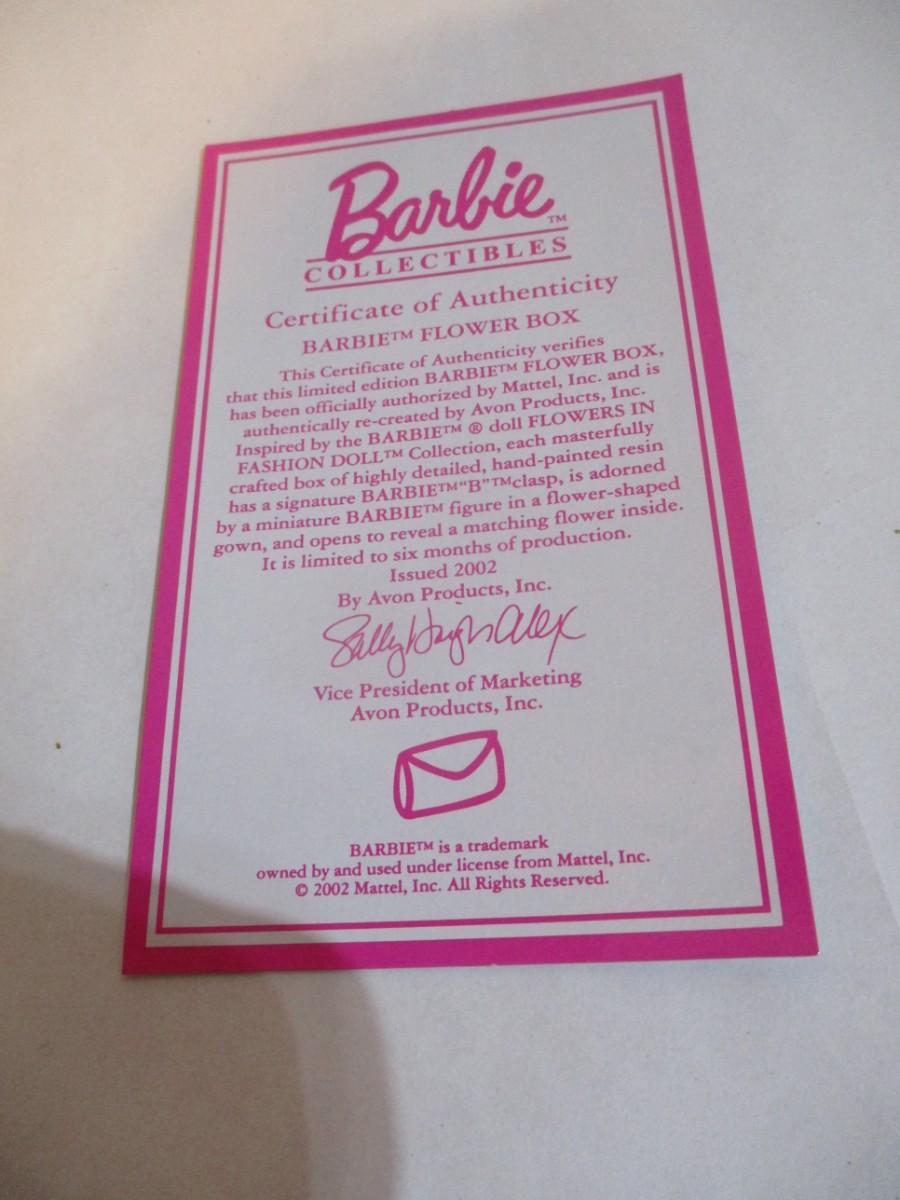 Barbie™
COLLECTIBLES
Certificate of Authenticity
BARBIE™ FLOWER BOX
This Certificate of Authenticity verifies
that this limited edition BARBIE™ FLOWER BOX,
has been officially authorized by Mattel, Inc. and is
authentically re-created by Avon Products, Inc.
Inspired by the BARBIE™ ® doll FLOWERS IN
FASHION DOLL™ Collection, each masterfully
crafted box of highly detailed, hand-painted resin
has a signature BARBIE™“B”™clasp, is adorned
by a miniature BARBIE™ figure in a flower-shaped
gown, and opens to reveal a matching flower inside.
It is limited to six months of production.
Issued 2002
By Avon Products, Inc.
Sally
Vice President of Marketing
Avon Products, Inc.
BARBIE™ is a trademark
owned by and used under license from Mattel, Inc.
© 2002 Mattel, Inc. All Rights Reserved.